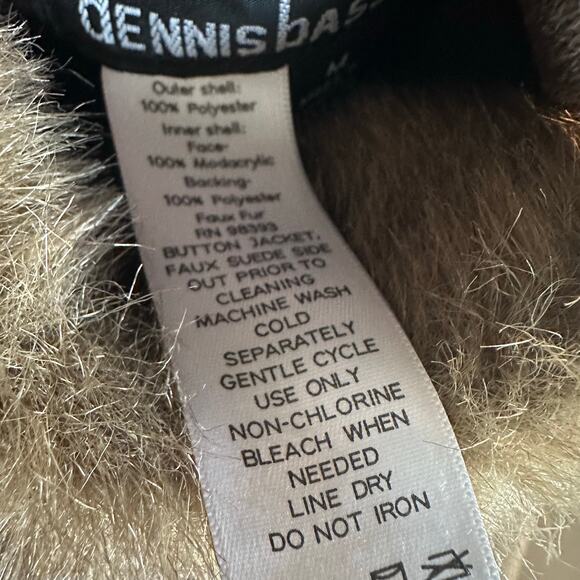 dENNIS bass
M
Outer shell:
100% Polyester
Inner shell:
Face-
100% Modacrylic
Backing-
100% Polyester
Faux Fur
RN 98393
BUTTON JACKET,
FAUX SUEDE SIDE
OUT PRIOR TO
CLEANING
MACHINE WASH
COLD
SEPARATELY
GENTLE CYCLE
USE ONLY
NON-CHLORINE
BLEACH WHEN
NEEDED
LINE DRY
DO NOT IRON